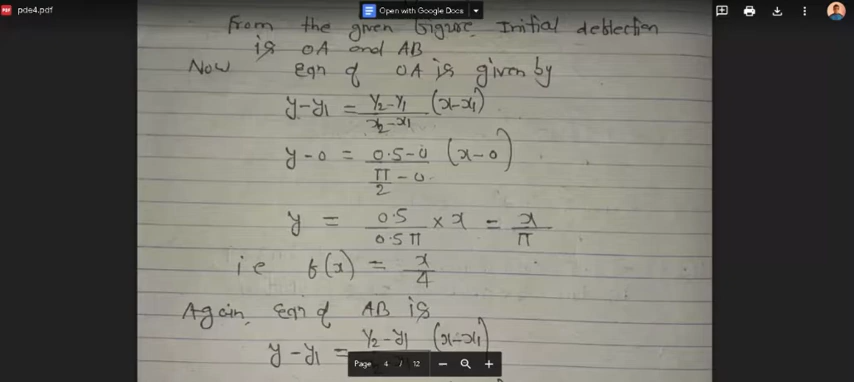 pde4.pdf
Open with Google Docs
From the given figure. Initial deblection
is OA and AB
Now Eqn of OA is given by
y-y₁ = y₂-y₁/x₂-x₁ (x-x₁)
y-0 = 0.5-0/π/2 -0 (x-0)
y = 0.5/0.5π × x = x/π
i.e f(x) = x/4
Again, Eqn of AB is
y-y₁ = y₂-y₁ (x-x₁)
Page 4 / 12